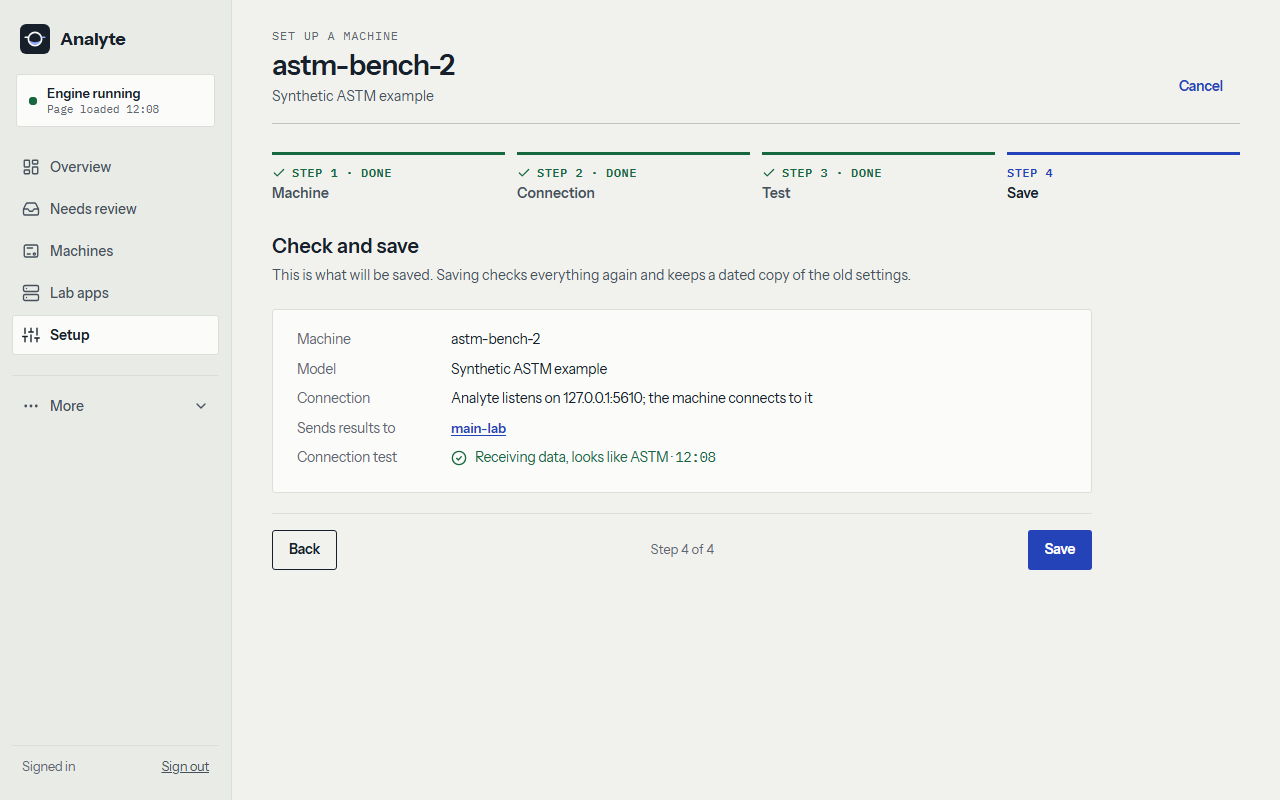 Analyte
Engine running
Page loaded 12:08
Overview
Needs review
Machines
Lab apps
Setup
More
Signed in
Sign out
SET UP A MACHINE
astm-bench-2
Synthetic ASTM example
Cancel
STEP 1 · DONE
Machine
STEP 2 · DONE
Connection
STEP 3 · DONE
Test
STEP 4
Save
Check and save
This is what will be saved. Saving checks everything again and keeps a dated copy of the old settings.
Machine astm-bench-2
Model Synthetic ASTM example
Connection Analyte listens on 127.0.0.1:5610; the machine connects to it
Sends results to main-lab
Connection test Receiving data, looks like ASTM · 12:08
Back
Step 4 of 4
Save